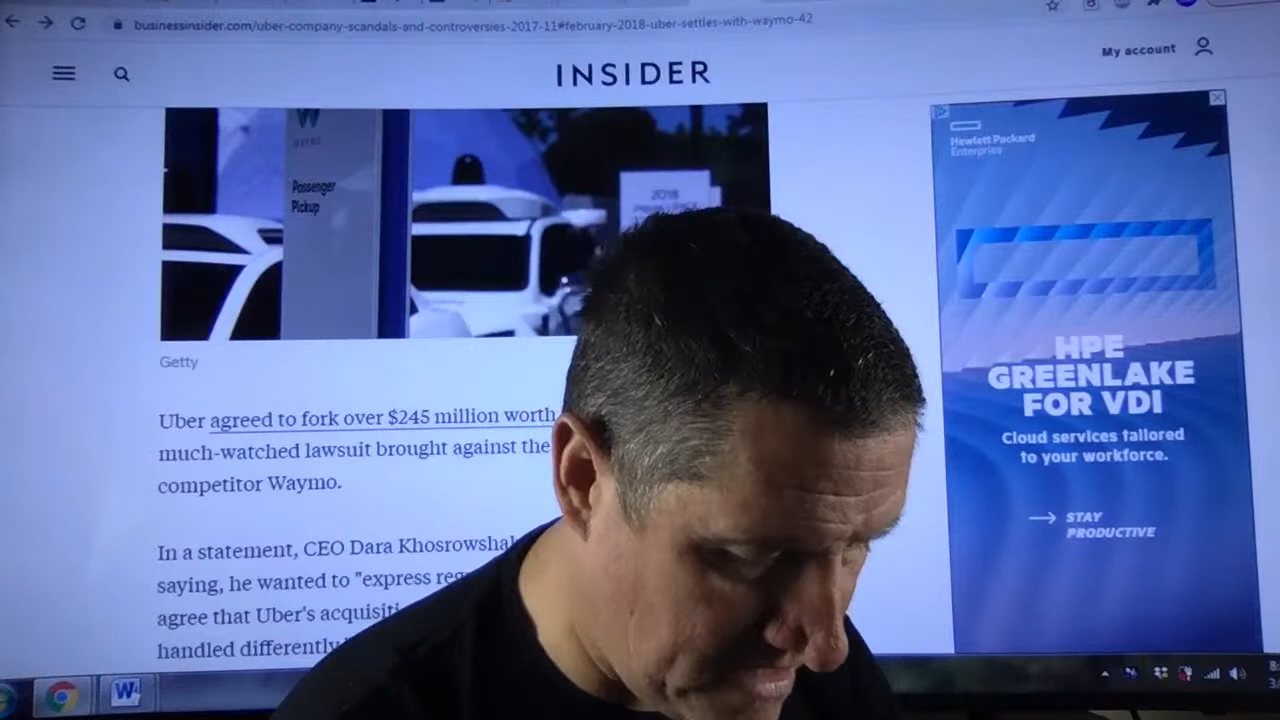 businessinsider.com/uber-company-scandals-and-controversies-2017-11#february-2018-uber-settles-with-waymo-42
My account
INSIDER
Passenger
Pickup
2018
Hewlett Packard
Enterprise
Getty
HPE
GREENLAKE
FOR VDI
Cloud services tailored
to your workforce.
STAY
PRODUCTIVE
Uber agreed to fork over $245 million worth
much-watched lawsuit brought against the
competitor Waymo.
In a statement, CEO Dara Khosrowshah
saying, he wanted to "express reg
agree that Uber's acquisiti
handled differently
W